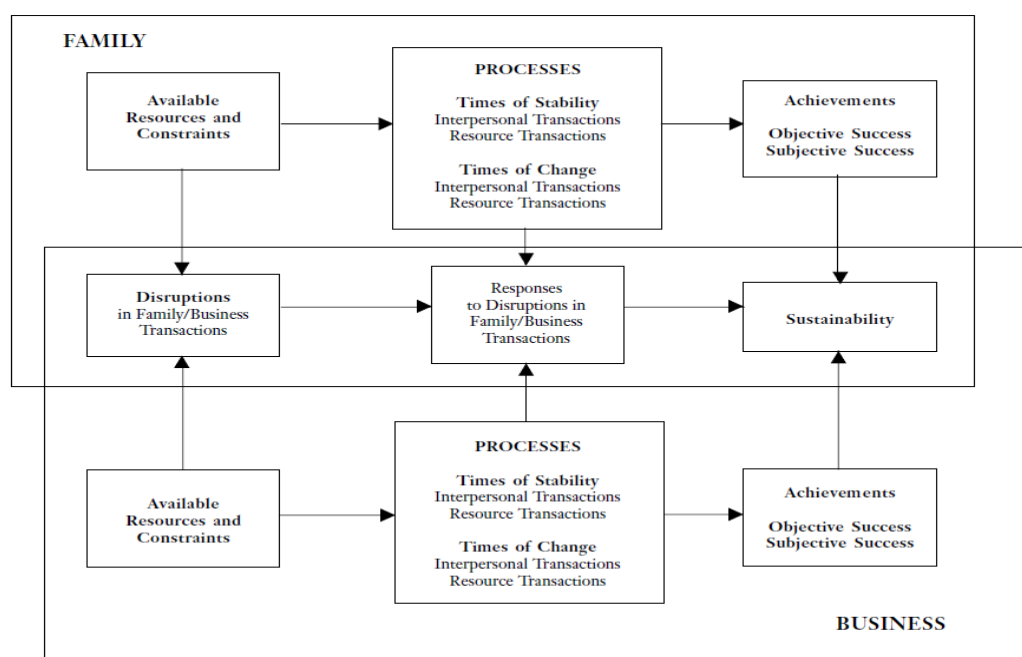 FAMILY
Available
Resources and
Constraints
PROCESSES
Times of Stability
Interpersonal Transactions
Resource Transactions
Times of Change
Interpersonal Transactions
Resource Transactions
Achievements
Objective Success
Subjective Success
Disruptions
in Family/Business
Transactions
Responses
to Disruptions in
Family/Business
Transactions
Sustainability
Available
Resources and
Constraints
PROCESSES
Times of Stability
Interpersonal Transactions
Resource Transactions
Times of Change
Interpersonal Transactions
Resource Transactions
Achievements
Objective Success
Subjective Success
BUSINESS